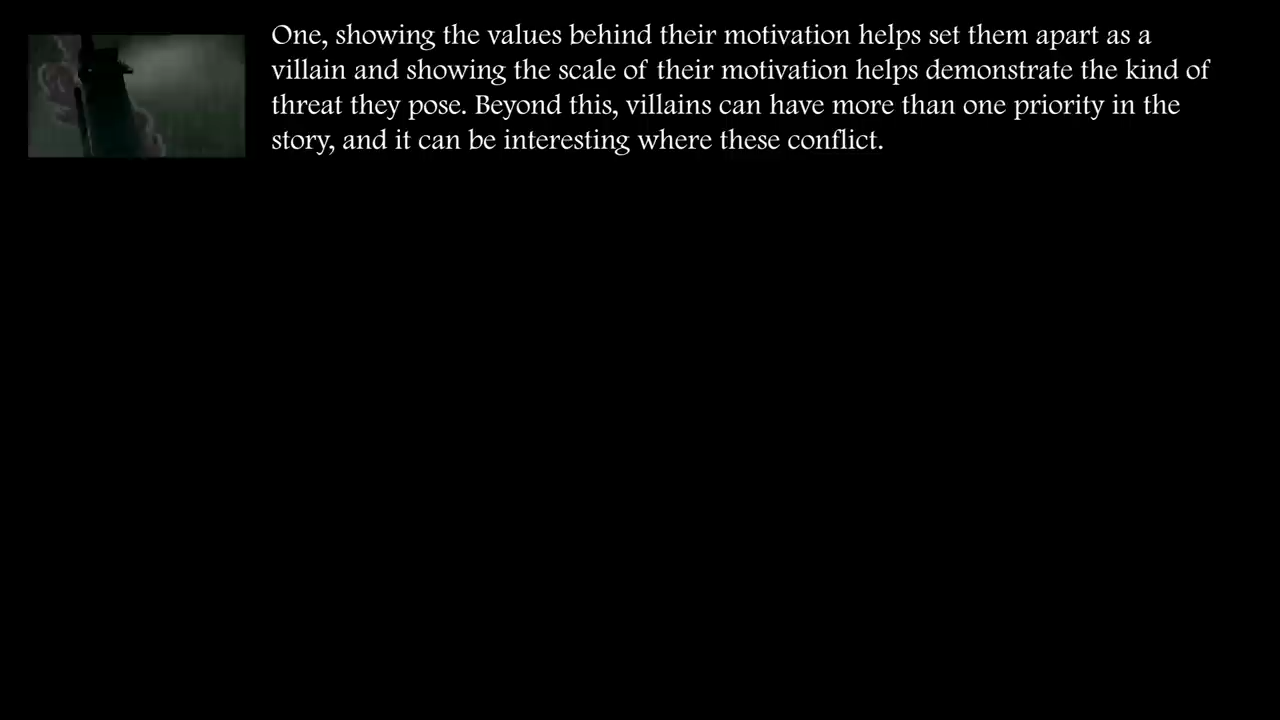 One, showing the values behind their motivation helps set them apart as a
villain and showing the scale of their motivation helps demonstrate the kind of
threat they pose. Beyond this, villains can have more than one priority in the
story, and it can be interesting where these conflict.